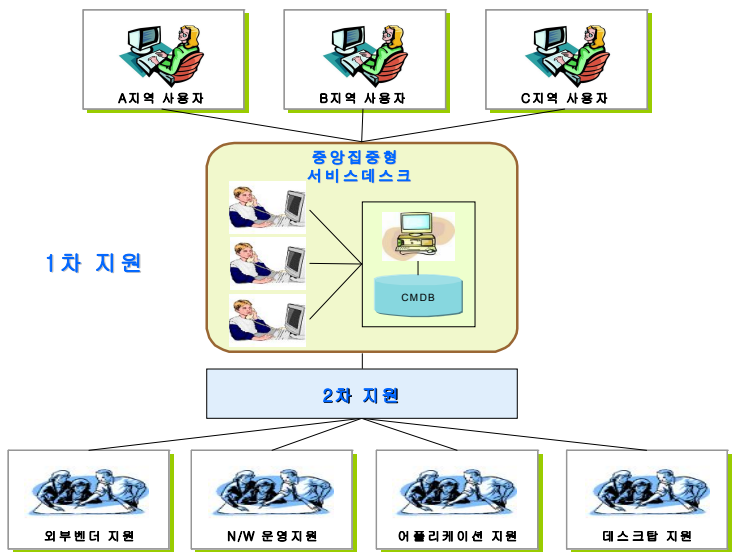 A지역 사용자
B지역 사용자
C지역 사용자
중앙집중형
서비스데스크
1차 지원
CMDB
2차 지원
외부벤더 지원
N/W 운영지원
어플리케이션 지원
데스크탑 지원